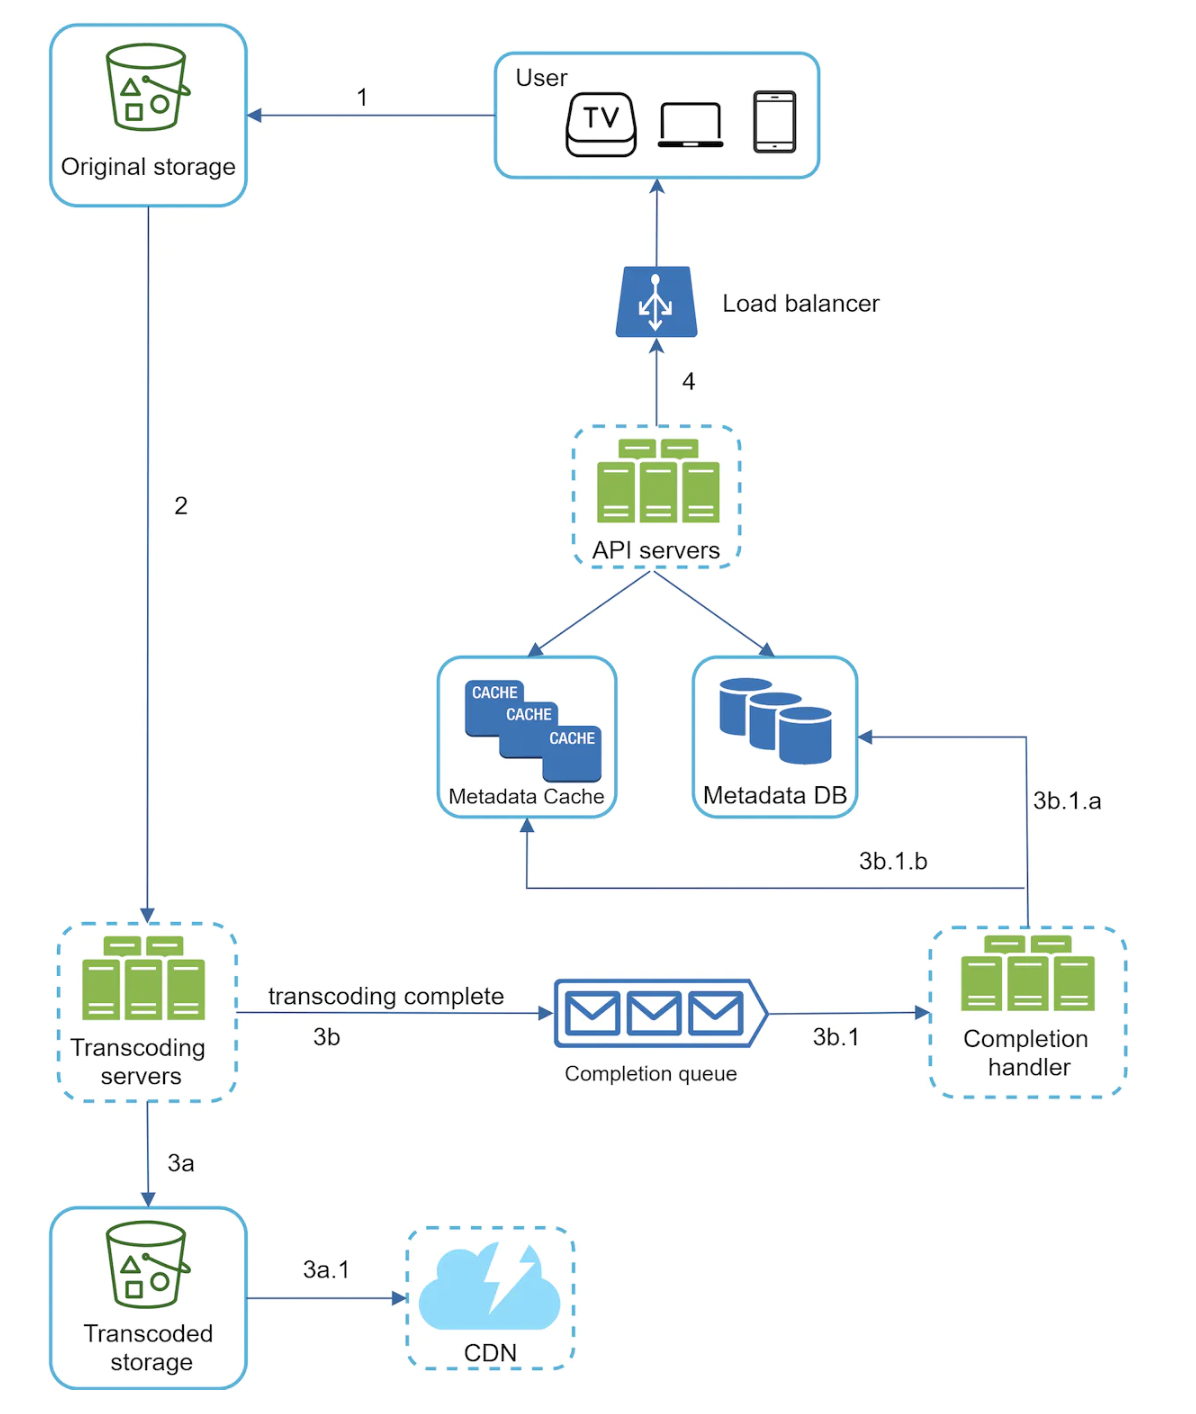 User
TV
1
Original storage
Load balancer
4
2
API servers
CACHE
CACHE
CACHE
Metadata Cache
Metadata DB
3b.1.a
3b.1.b
transcoding complete
3b
3b.1
Transcoding
servers
Completion queue
Completion
handler
3a
3a.1
Transcoded
storage
CDN